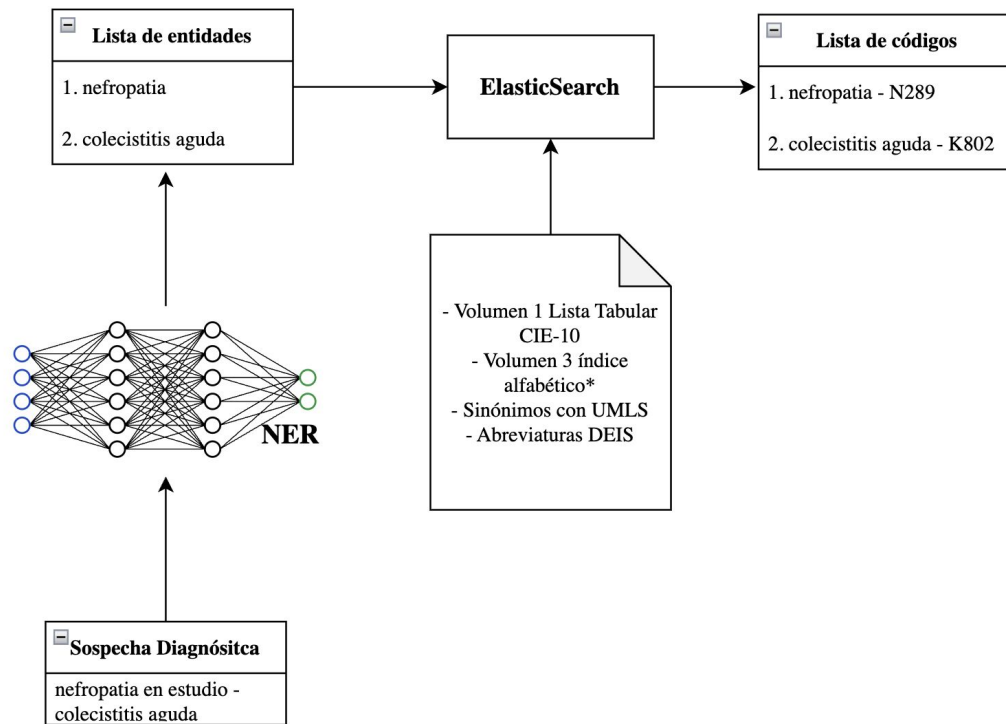 Lista de entidades
1. nefropatia
2. colecistitis aguda
ElasticSearch
Lista de códigos
1. nefropatia - N289
2. colecistitis aguda - K802
- Volumen 1 Lista Tabular
CIE-10
- Volumen 3 índice
alfabético*
- Sinónimos con UMLS
- Abreviaturas DEIS
NER
Sospecha Diagnósitca
nefropatia en estudio -
colecistitis aguda